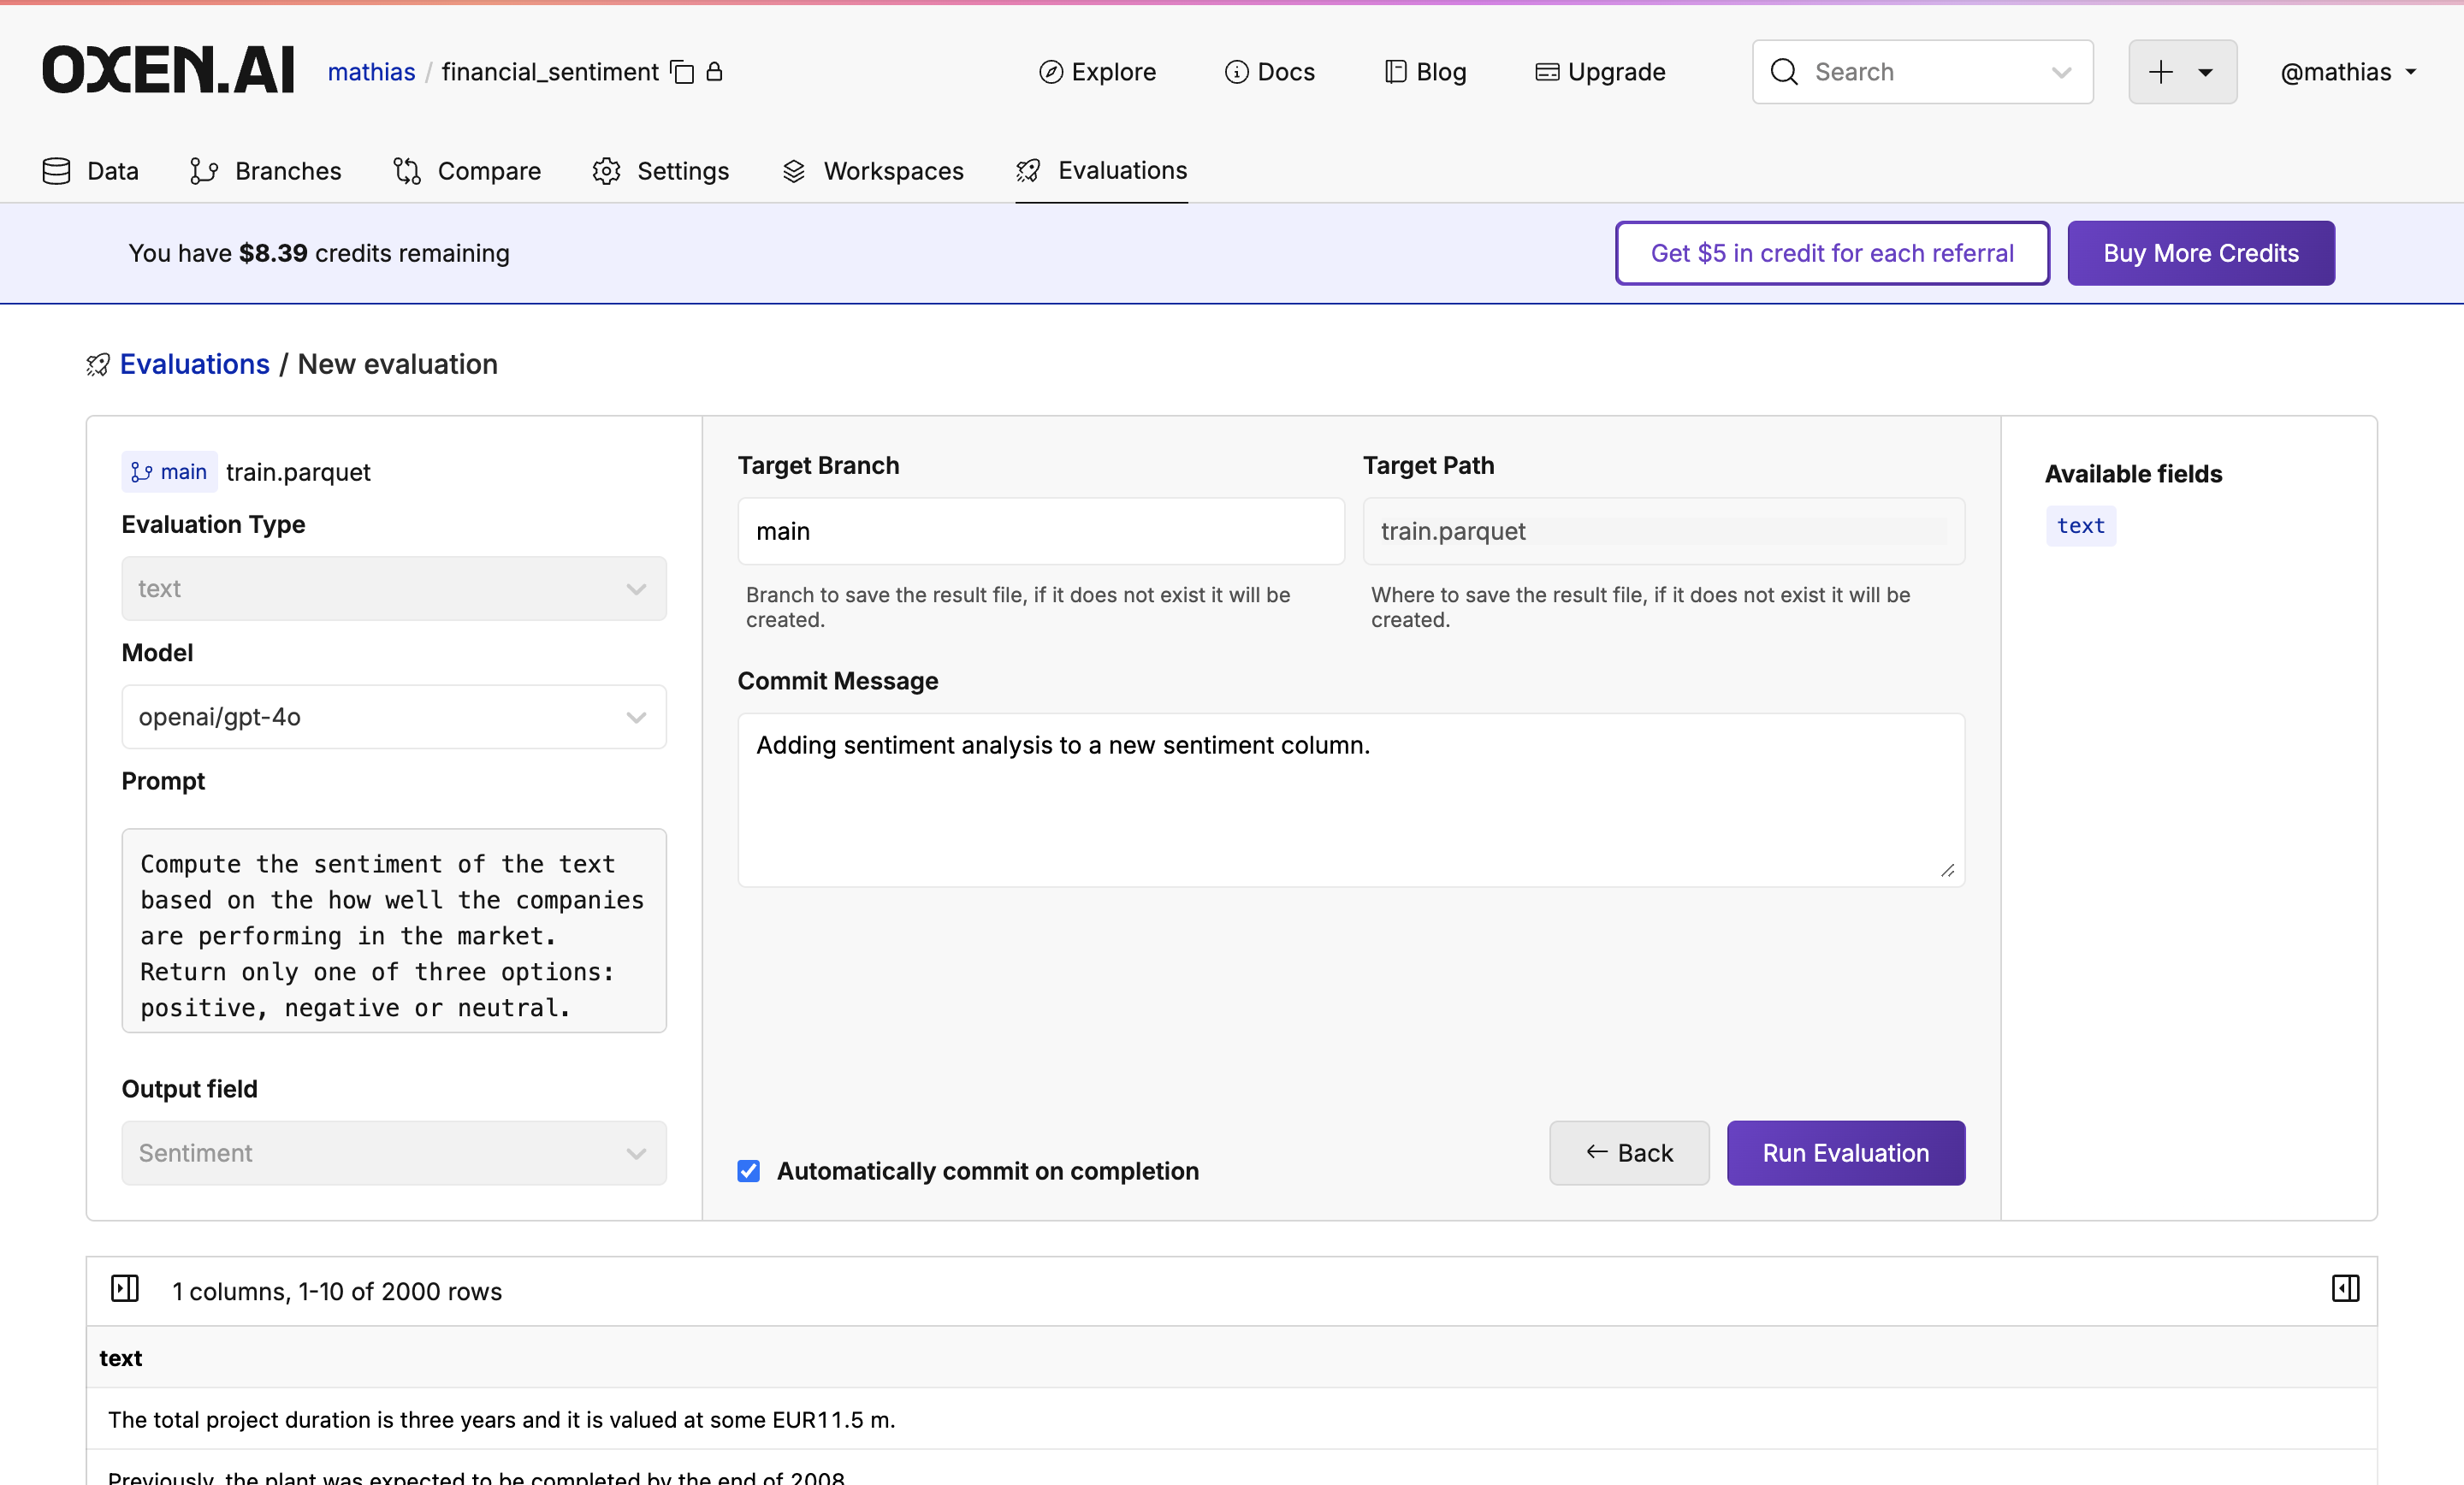 OXEN.AI mathias / financial_sentiment Explore Docs Blog Upgrade Search @mathias
Data Branches Compare Settings Workspaces Evaluations
You have $8.39 credits remaining Get $5 in credit for each referral Buy More Credits
Evaluations / New evaluation
main train.parquet
Evaluation Type
text
Model
openai/gpt-4o
Prompt
Compute the sentiment of the text
based on the how well the companies
are performing in the market.
Return only one of three options:
positive, negative or neutral.
Output field
Sentiment
Target Branch
main
Branch to save the result file, if it does not exist it will be
created.
Target Path
train.parquet
Where to save the result file, if it does not exist it will be
created.
Commit Message
Adding sentiment analysis to a new sentiment column.
Automatically commit on completion
← Back
Run Evaluation
Available fields
text
1 columns, 1-10 of 2000 rows
text
The total project duration is three years and it is valued at some EUR11.5 m.
Previously, the plant was expected to be completed by the end of 2008.